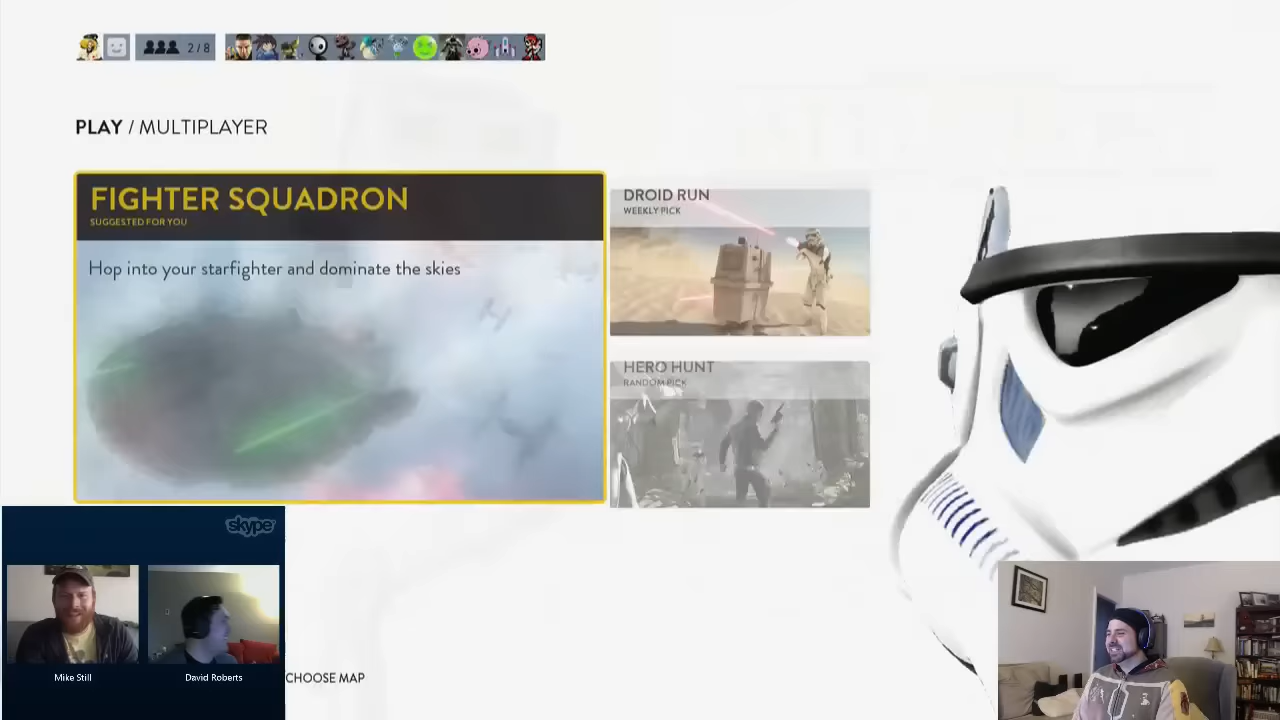 2/8
PLAY / MULTIPLAYER
FIGHTER SQUADRON
SUGGESTED FOR YOU
Hop into your starfighter and dominate the skies
DROID RUN
WEEKLY PICK
HERO HUNT
RANDOM PICK
skype
Mike Still
David Roberts
CHOOSE MAP